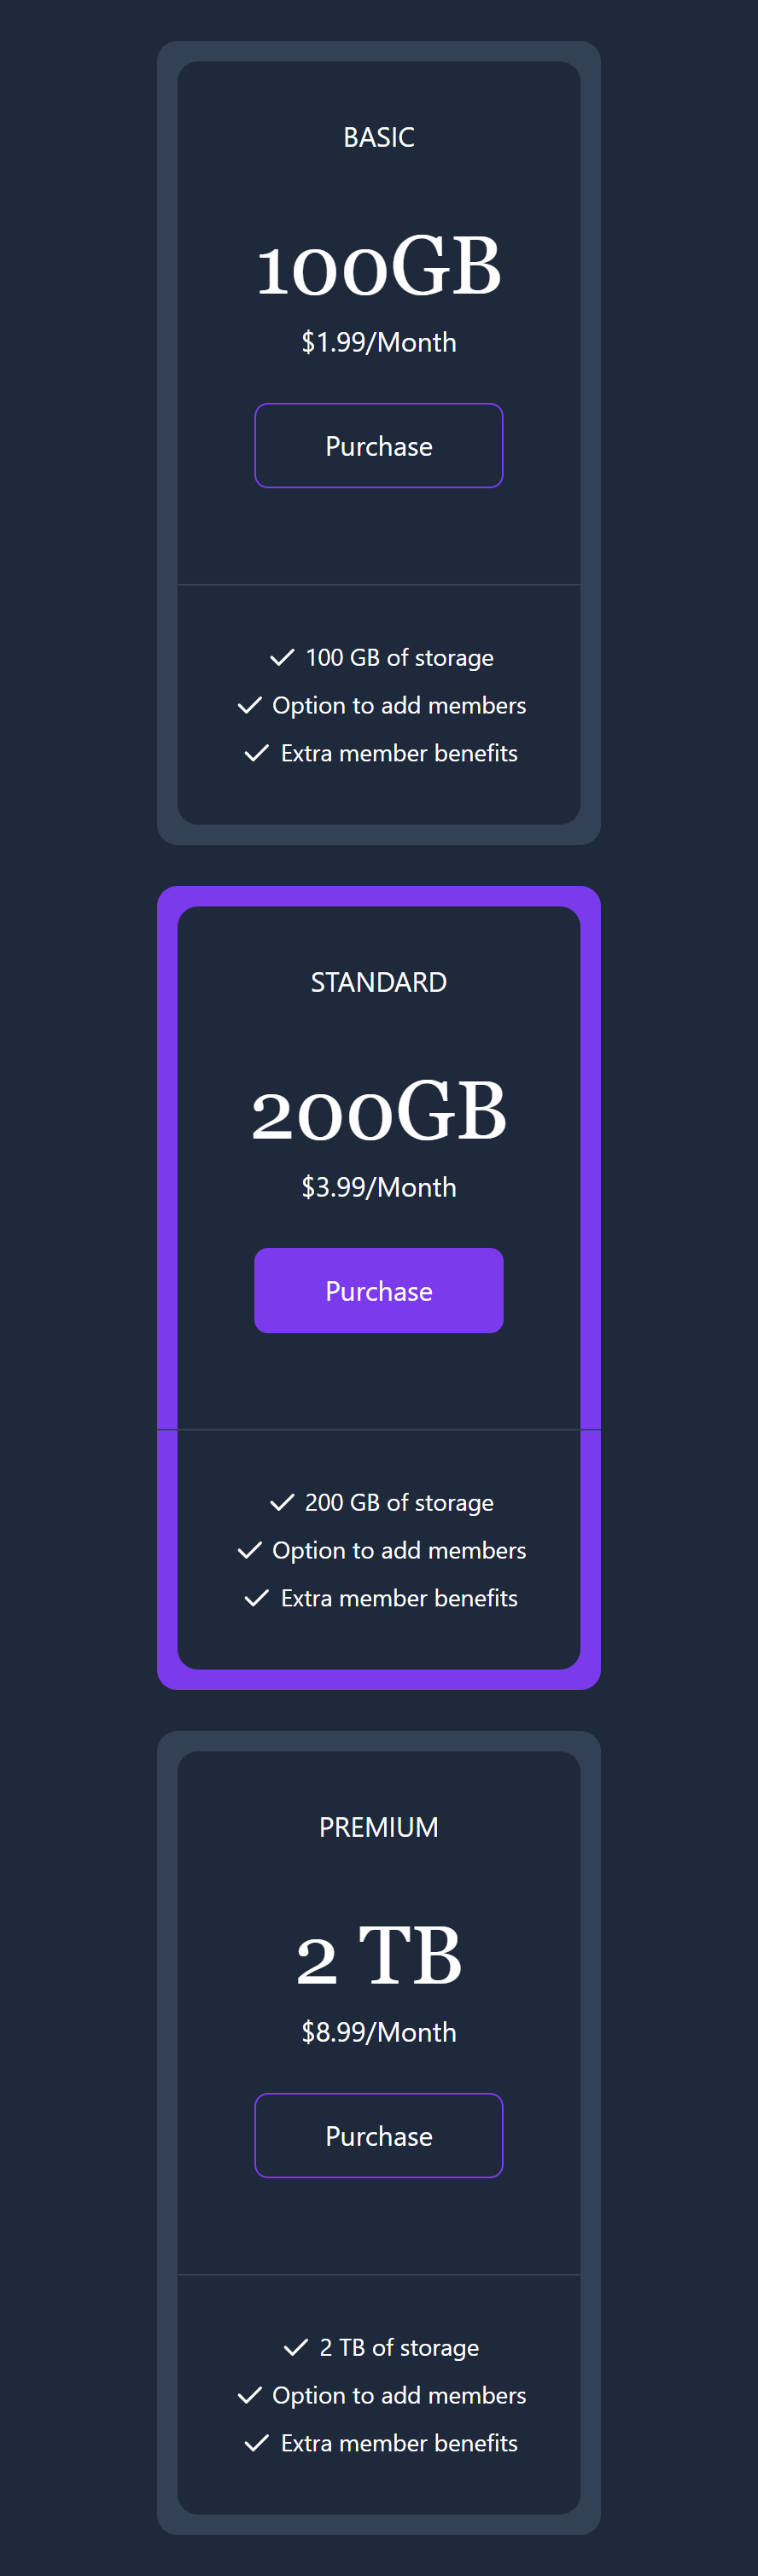 BASIC
100GB
$1.99/Month
Purchase
100 GB of storage
Option to add members
Extra member benefits
STANDARD
200GB
$3.99/Month
Purchase
200 GB of storage
Option to add members
Extra member benefits
PREMIUM
2 TB
$8.99/Month
Purchase
2 TB of storage
Option to add members
Extra member benefits